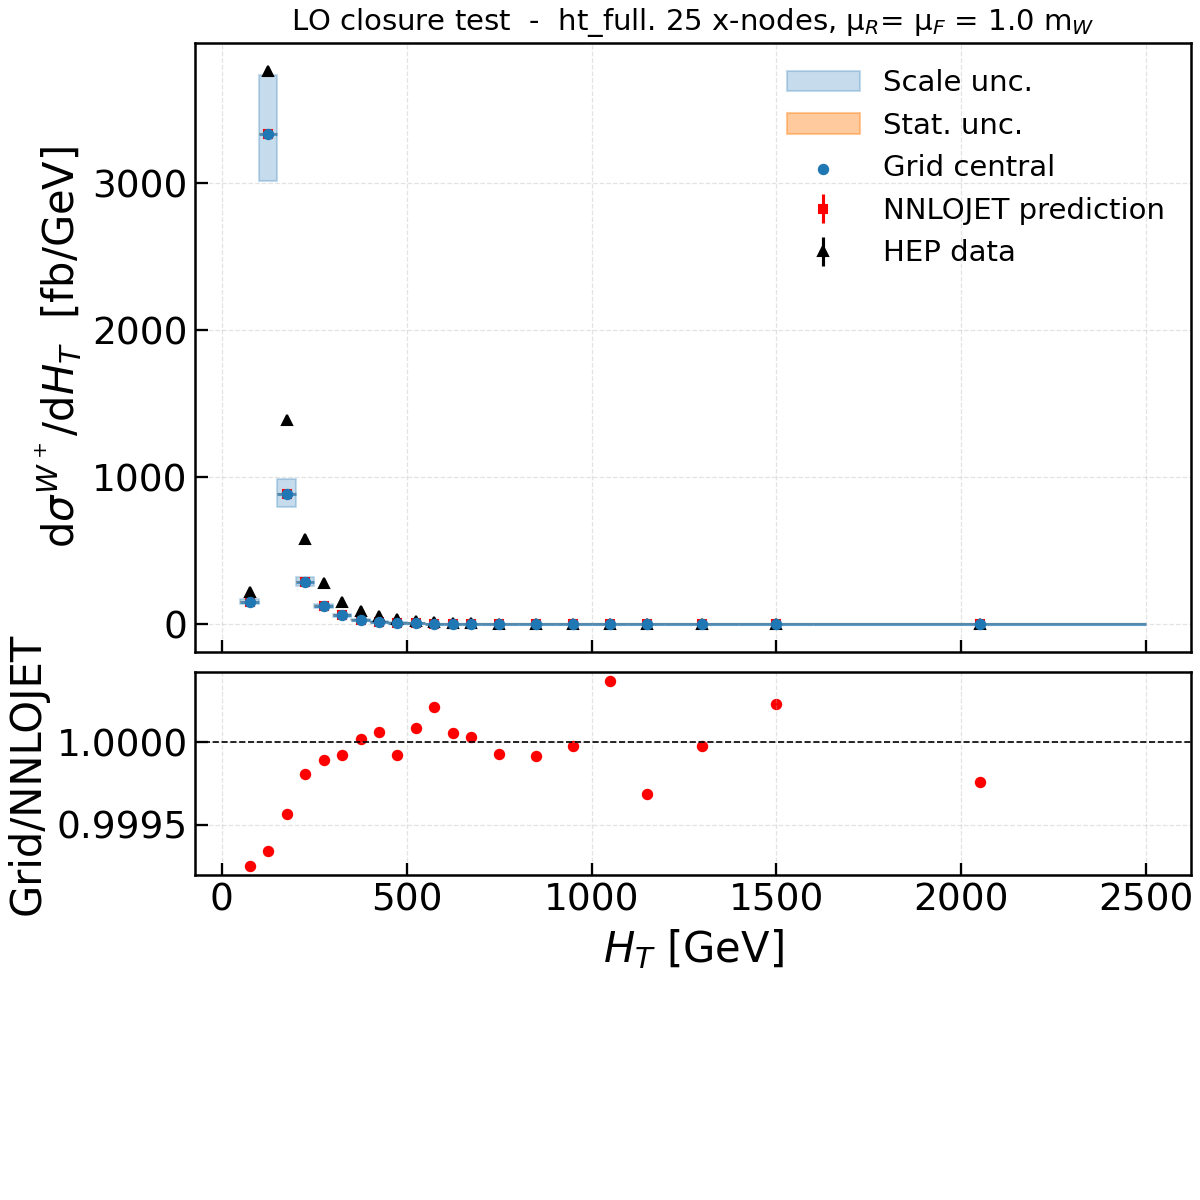 LO closure test  -  ht_full. 25 x-nodes, μR= μF = 1.0 mW
Scale unc.
Stat. unc.
Grid central
NNLOJET prediction
HEP data
dσW+/dHT [fb/GeV]
3000
2000
1000
0
Grid/NNLOJET
1.0000
0.9995
0 500 1000 1500 2000 2500
HT [GeV]